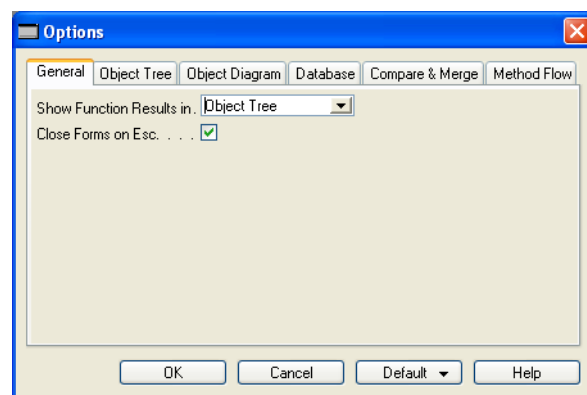 Options
General Object Tree Object Diagram Database Compare & Merge Method Flow
Show Function Results in . Object Tree
Close Forms on Esc. . . . .
OK Cancel Default Help